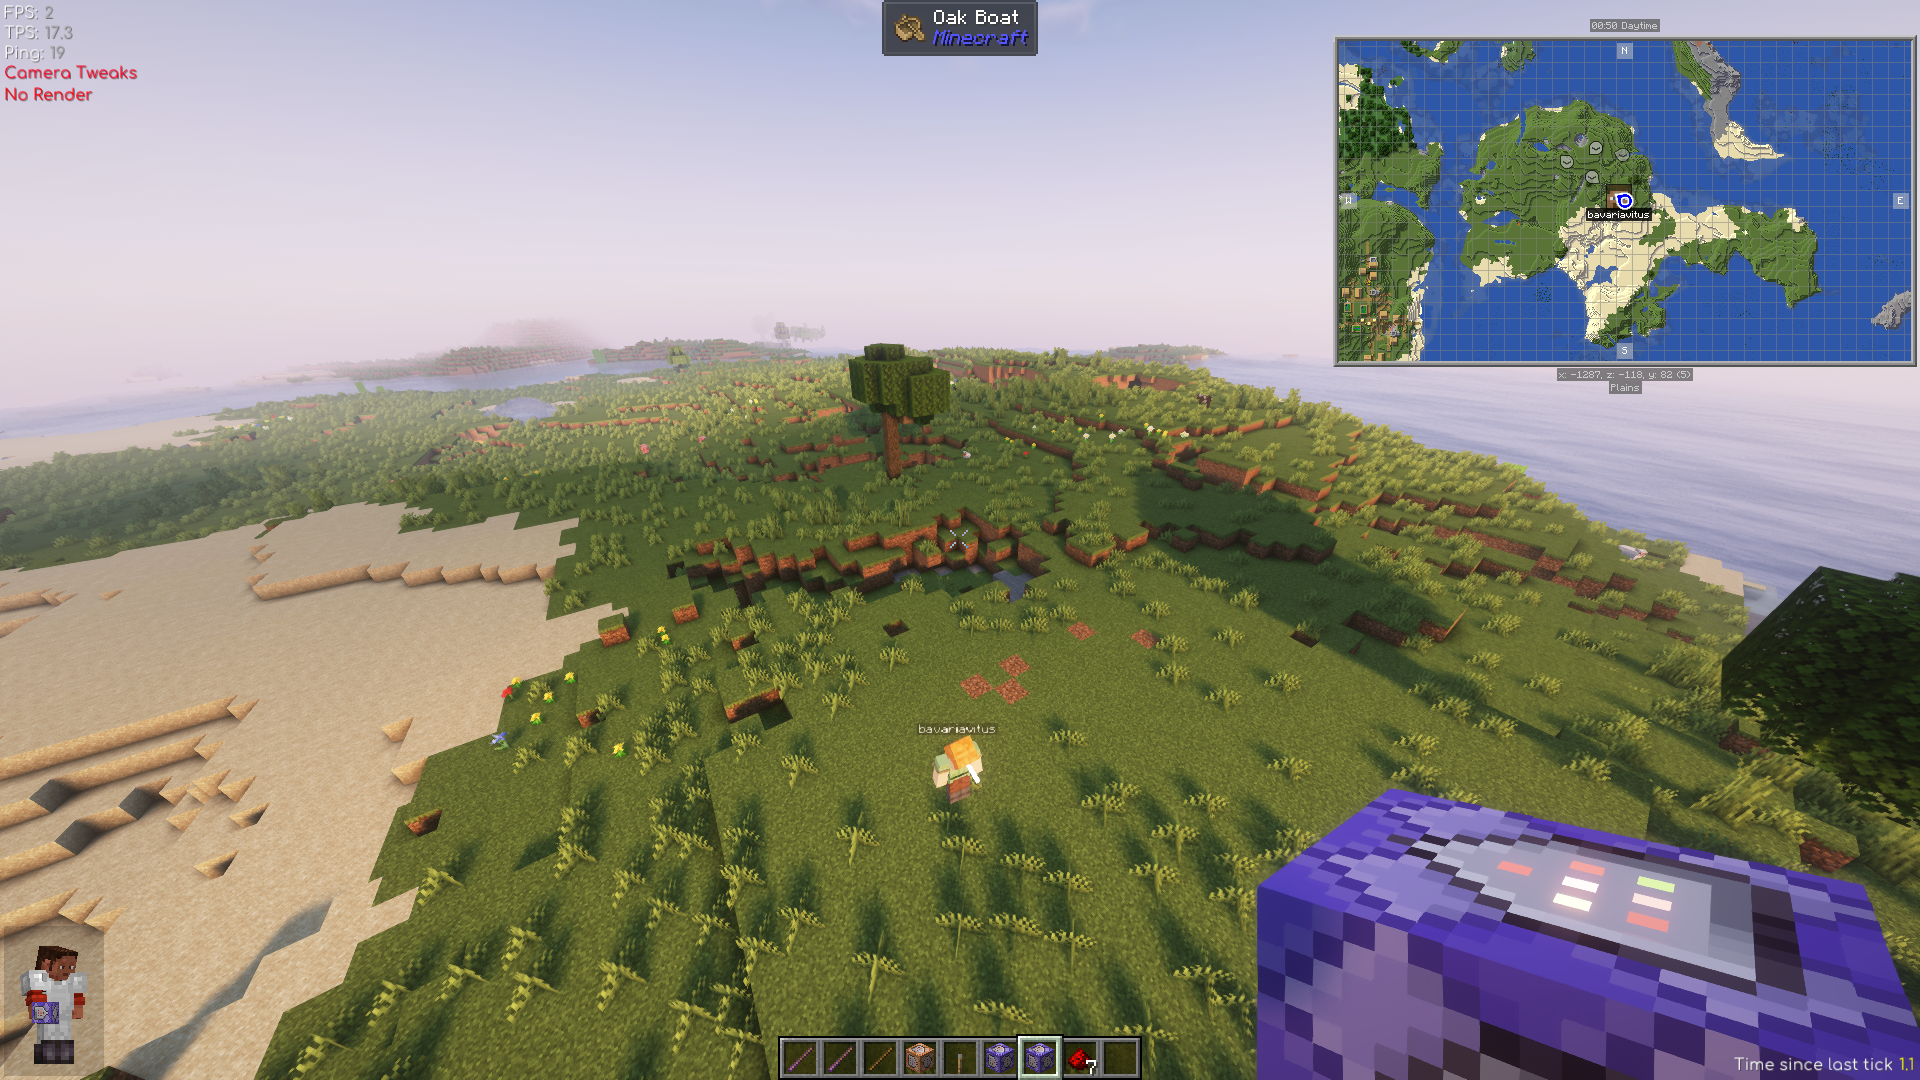 FPS: 2
TPS: 17.3
Ping: 19
Camera Tweaks
No Render
Oak Boat
Minecraft
00:50 Daytime
N
W
E
bavariavitus
S
x: -1287, z: -118, y: 82 (5)
Plains
bavariavitus
7
Time since last tick 1.1